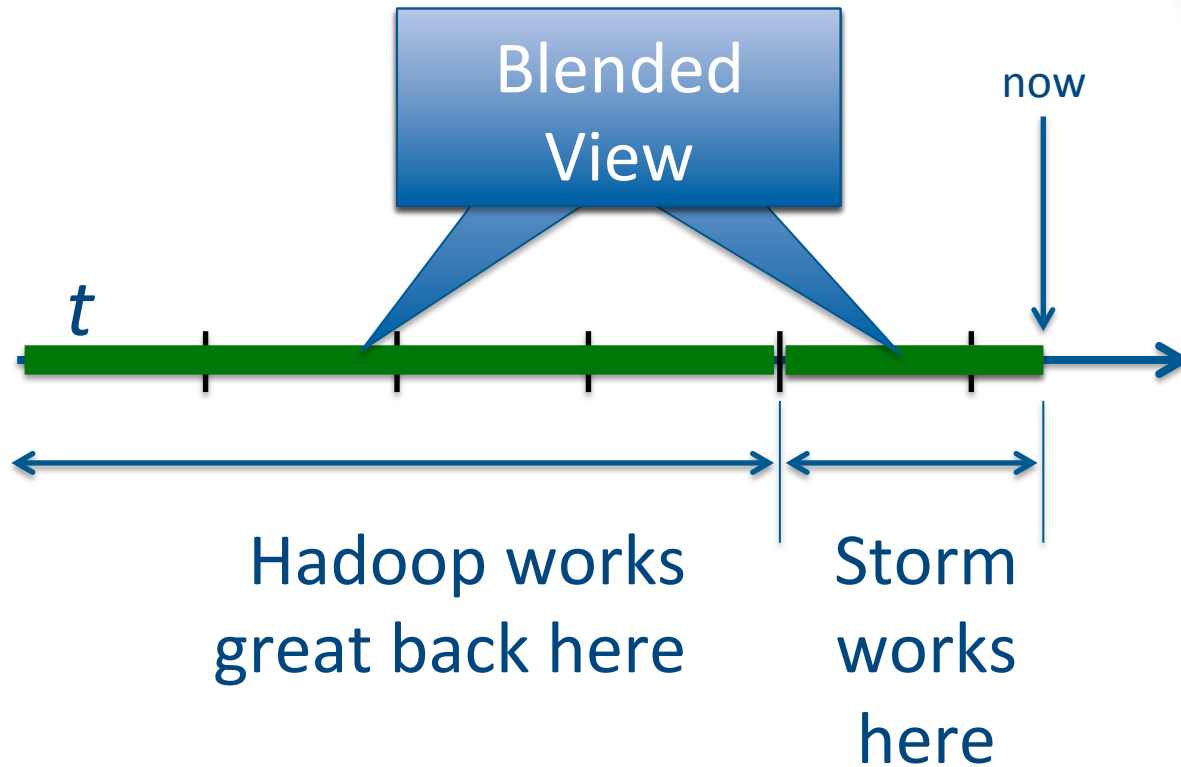 Blended
View
now
t
Hadoop works
great back here
Storm
works
here